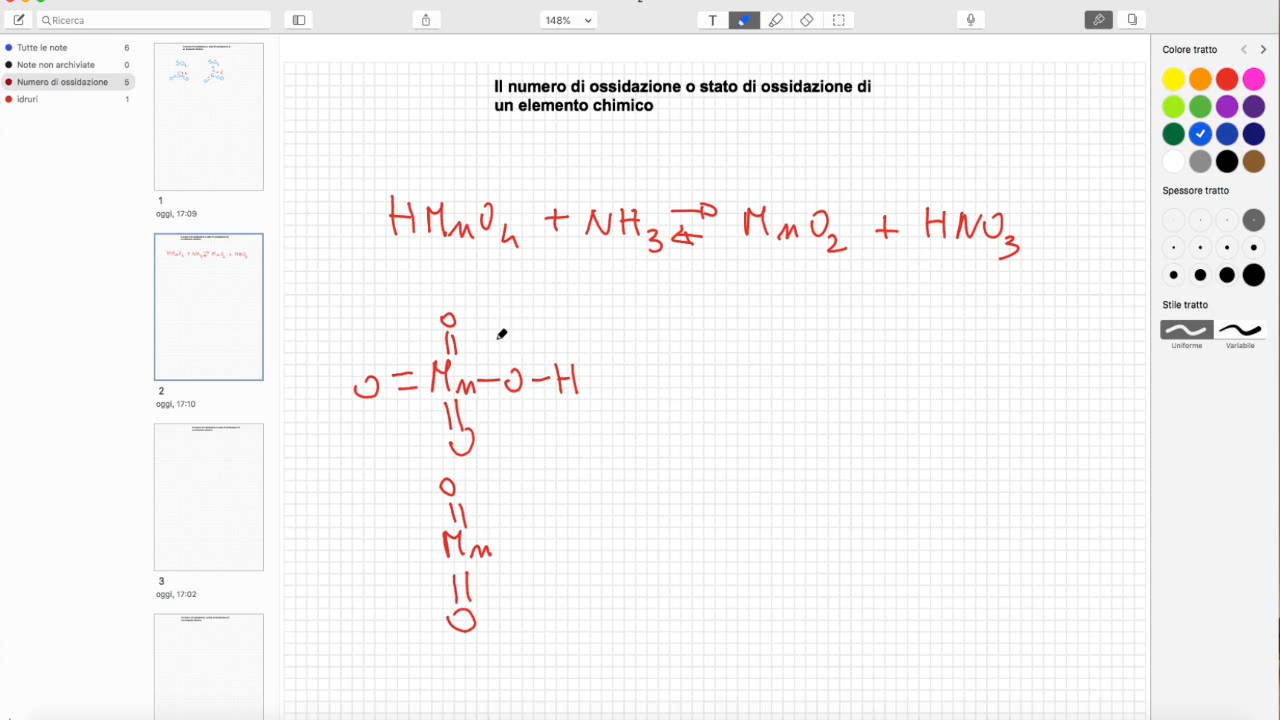 Ricerca
148%
T
Tutte le note 6
Note non archiviate 0
Numero di ossidazione 5
idruri 1
1
oggi, 17:09
2
oggi, 17:10
3
oggi, 17:02
Il numero di ossidazione o stato di ossidazione di
un elemento chimico
HMnO4 + NH3 ⇄ MnO2 + HNO3
O
||
O = Mn - O - H
||
O
O
||
Mn
||
O
Colore tratto
Spessore tratto
Stile tratto
Uniforme Variabile